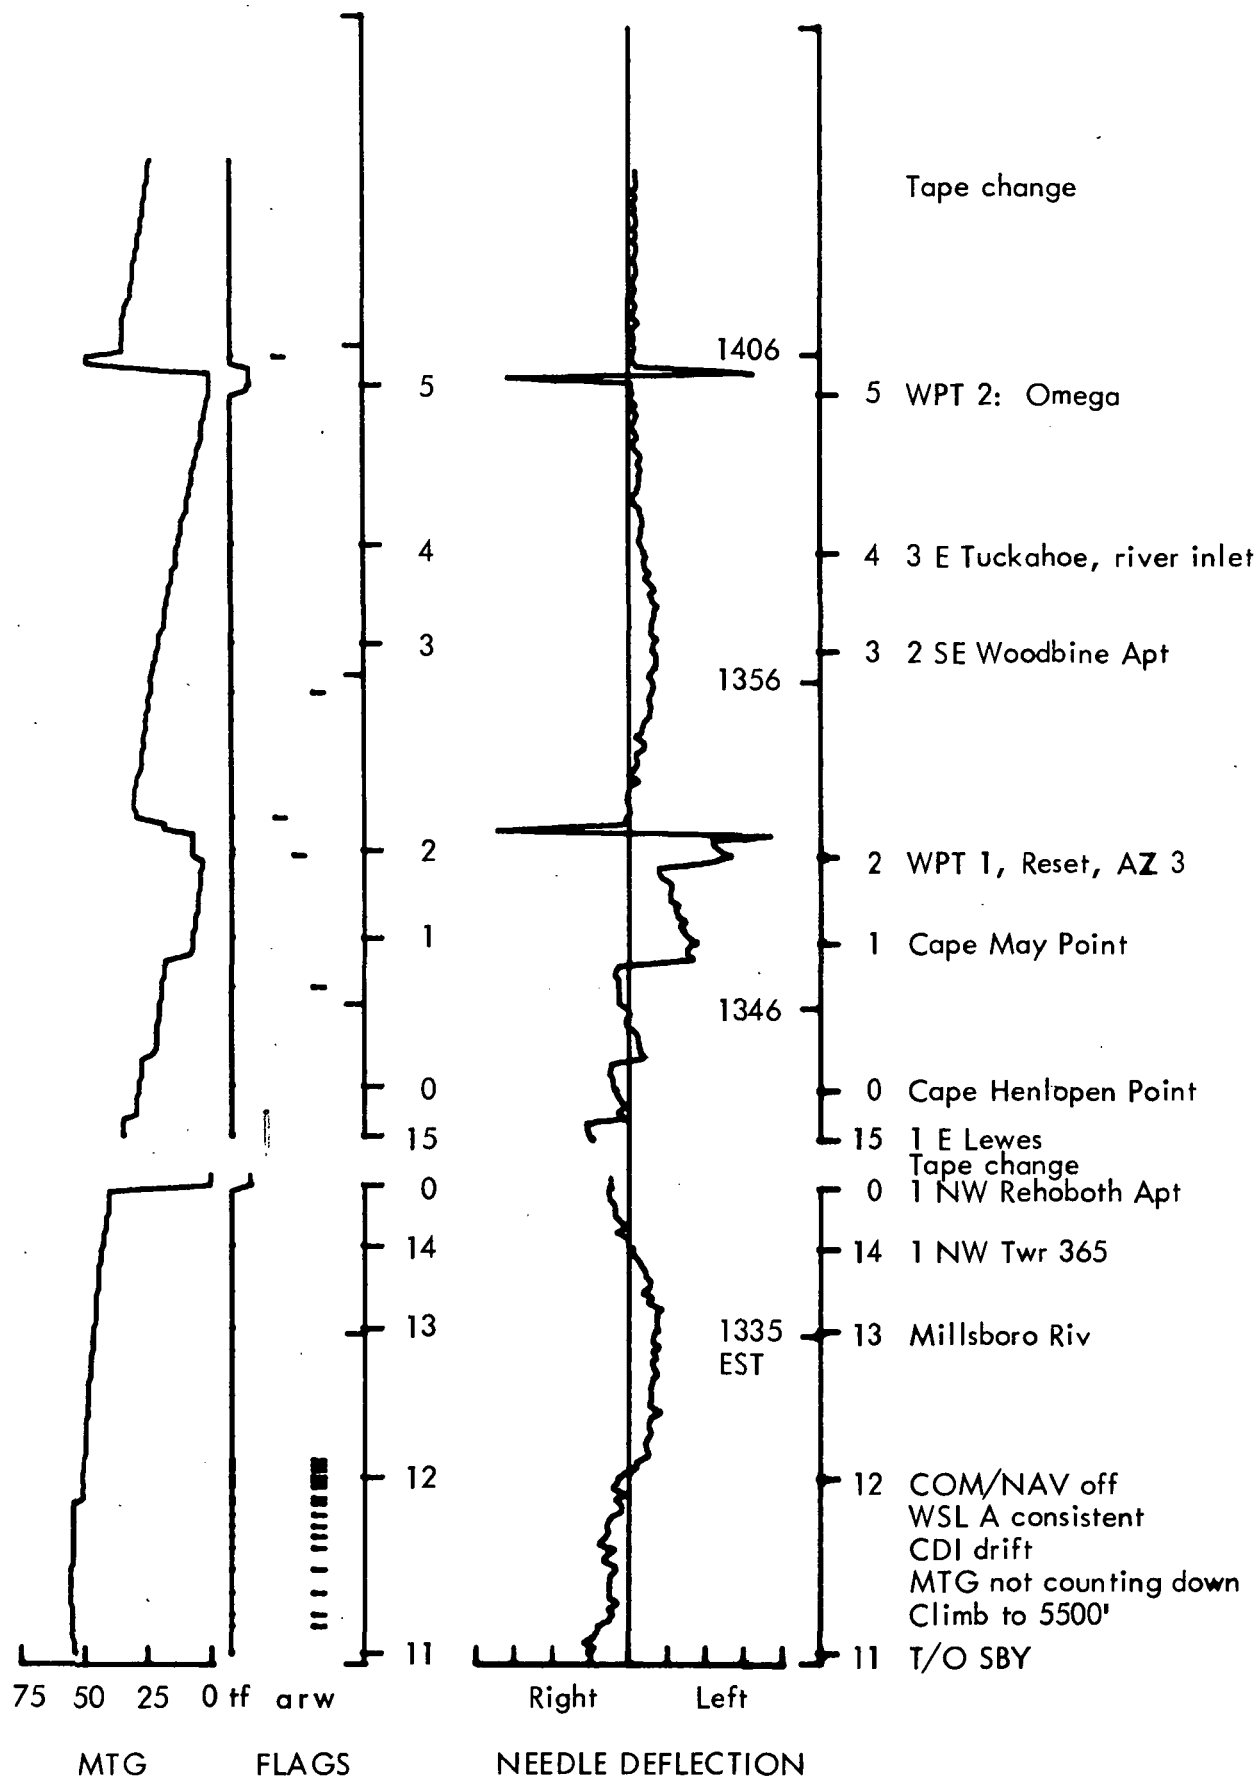 Tape change
1406
5 5 WPT 2: Omega
4 4 3 E Tuckahoe, river inlet
3 3 2 SE Woodbine Apt
1356
2 2 WPT 1, Reset, AZ 3
1 1 Cape May Point
1346
0 0 Cape Henlopen Point
15 15 1 E Lewes
Tape change
0 0 1 NW Rehoboth Apt
14 14 1 NW Twr 365
13 1335 13 Millsboro Riv
EST
12 12 COM/NAV off
WSL A consistent
CDI drift
MTG not counting down
Climb to 5500'
11 11 T/O SBY
75 50 25 0 tf a r w Right Left
MTG FLAGS NEEDLE DEFLECTION